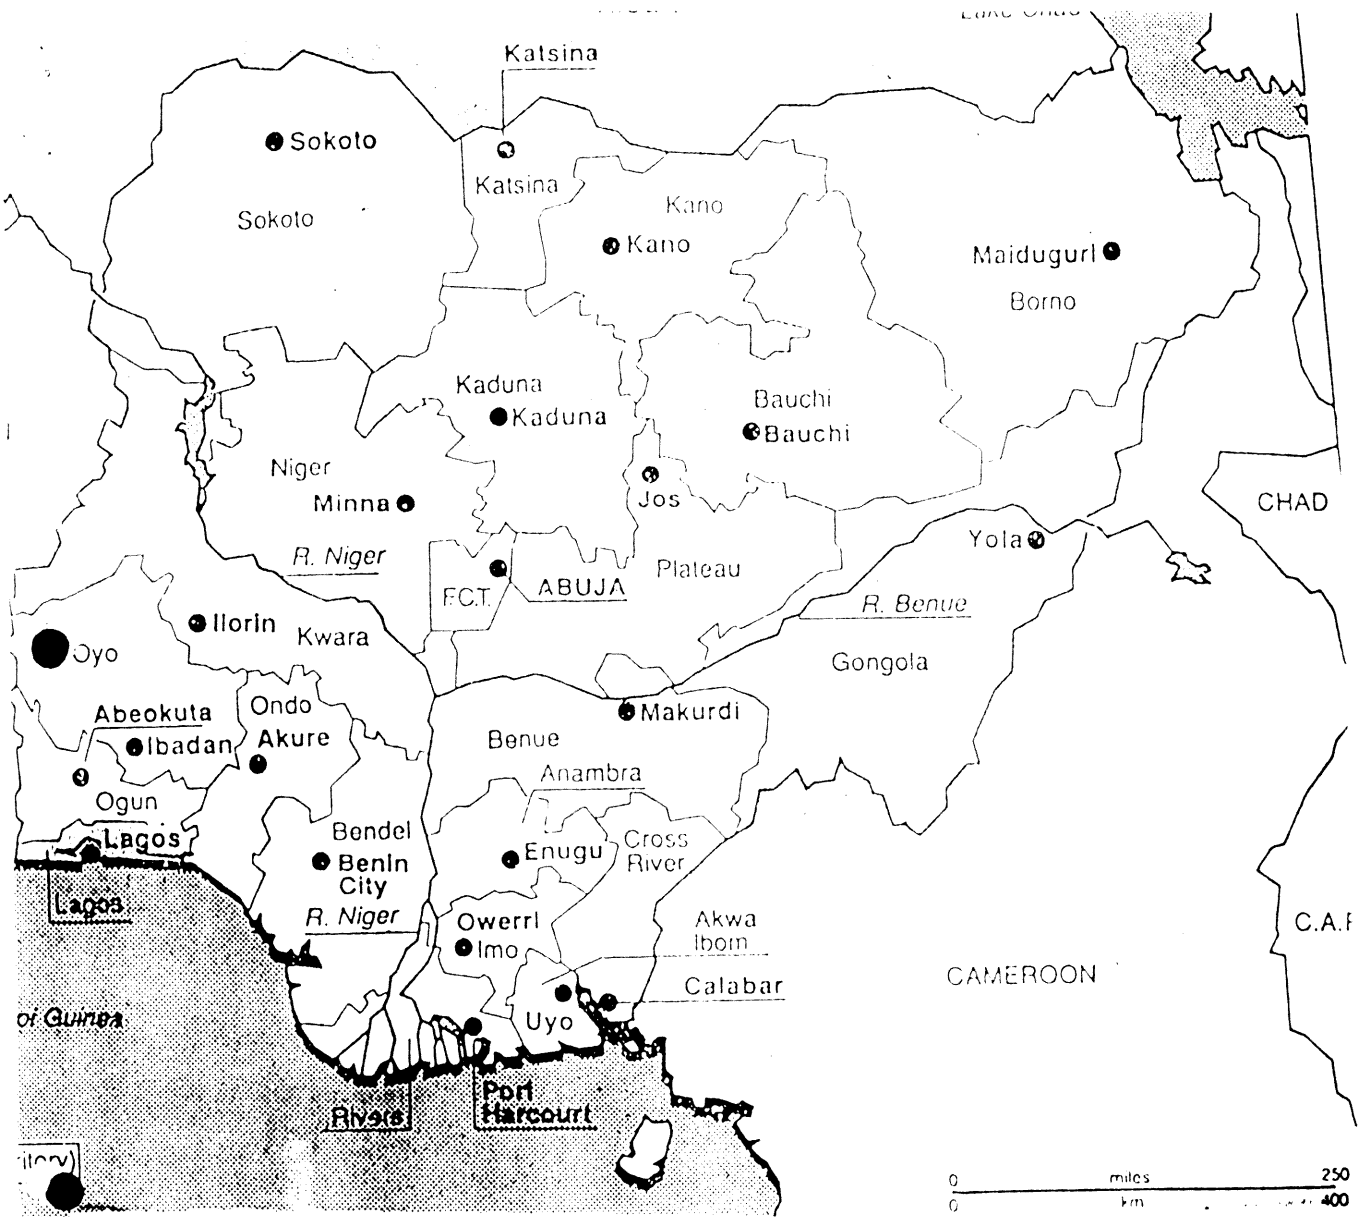 Katsina
Sokoto
Katsina
Sokoto
Kano
Kano
Maiduguri
Borno
Kaduna
Kaduna
Bauchi
Bauchi
Niger
Minna
Jos
CHAD
R. Niger
Yola
Plateau
F.C.T.
ABUJA
R. Benue
Ilorin
Kwara
Oyo
Gongola
Ondo
Abeokuta
Makurdi
Akure
Ibadan
Benue
Anambra
Ogun
Bendel
Cross
River
Lagos
Enugu
Benin
City
Lagos
R. Niger
Owerri
Akwa
Ibom
Imo
CAMEROON
Calabar
of Guinea
Uyo
Port
Harcourt
Rivers
ritory)
0 miles 250
0 km 400